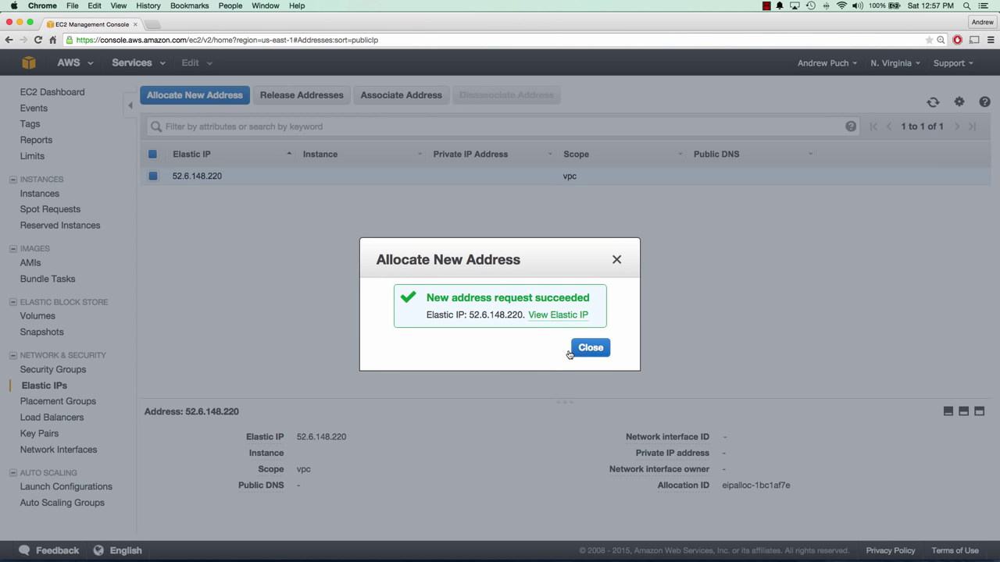 Chrome File Edit View History Bookmarks People Window Help 100% Sat 12:57 PM
EC2 Management Console Andrew
https://console.aws.amazon.com/ec2/v2/home?region=us-east-1#Addresses:sort=publicIp
AWS Services Edit Andrew Puch N. Virginia Support
EC2 Dashboard
Events
Tags
Reports
Limits
INSTANCES
Instances
Spot Requests
Reserved Instances
IMAGES
AMIs
Bundle Tasks
ELASTIC BLOCK STORE
Volumes
Snapshots
NETWORK & SECURITY
Security Groups
Elastic IPs
Placement Groups
Load Balancers
Key Pairs
Network Interfaces
AUTO SCALING
Launch Configurations
Auto Scaling Groups
Allocate New Address Release Addresses Associate Address Disassociate Address
Filter by attributes or search by keyword 1 to 1 of 1
Elastic IP Instance Private IP Address Scope Public DNS
52.6.148.220 vpc
Allocate New Address
New address request succeeded
Elastic IP: 52.6.148.220. View Elastic IP
Close
Address: 52.6.148.220
Elastic IP 52.6.148.220 Network interface ID -
Instance Private IP address -
Scope vpc Network interface owner -
Public DNS - Allocation ID eipalloc-1bc1af7e
Feedback English © 2008 - 2015, Amazon Web Services, Inc. or its affiliates. All rights reserved. Privacy Policy Terms of Use